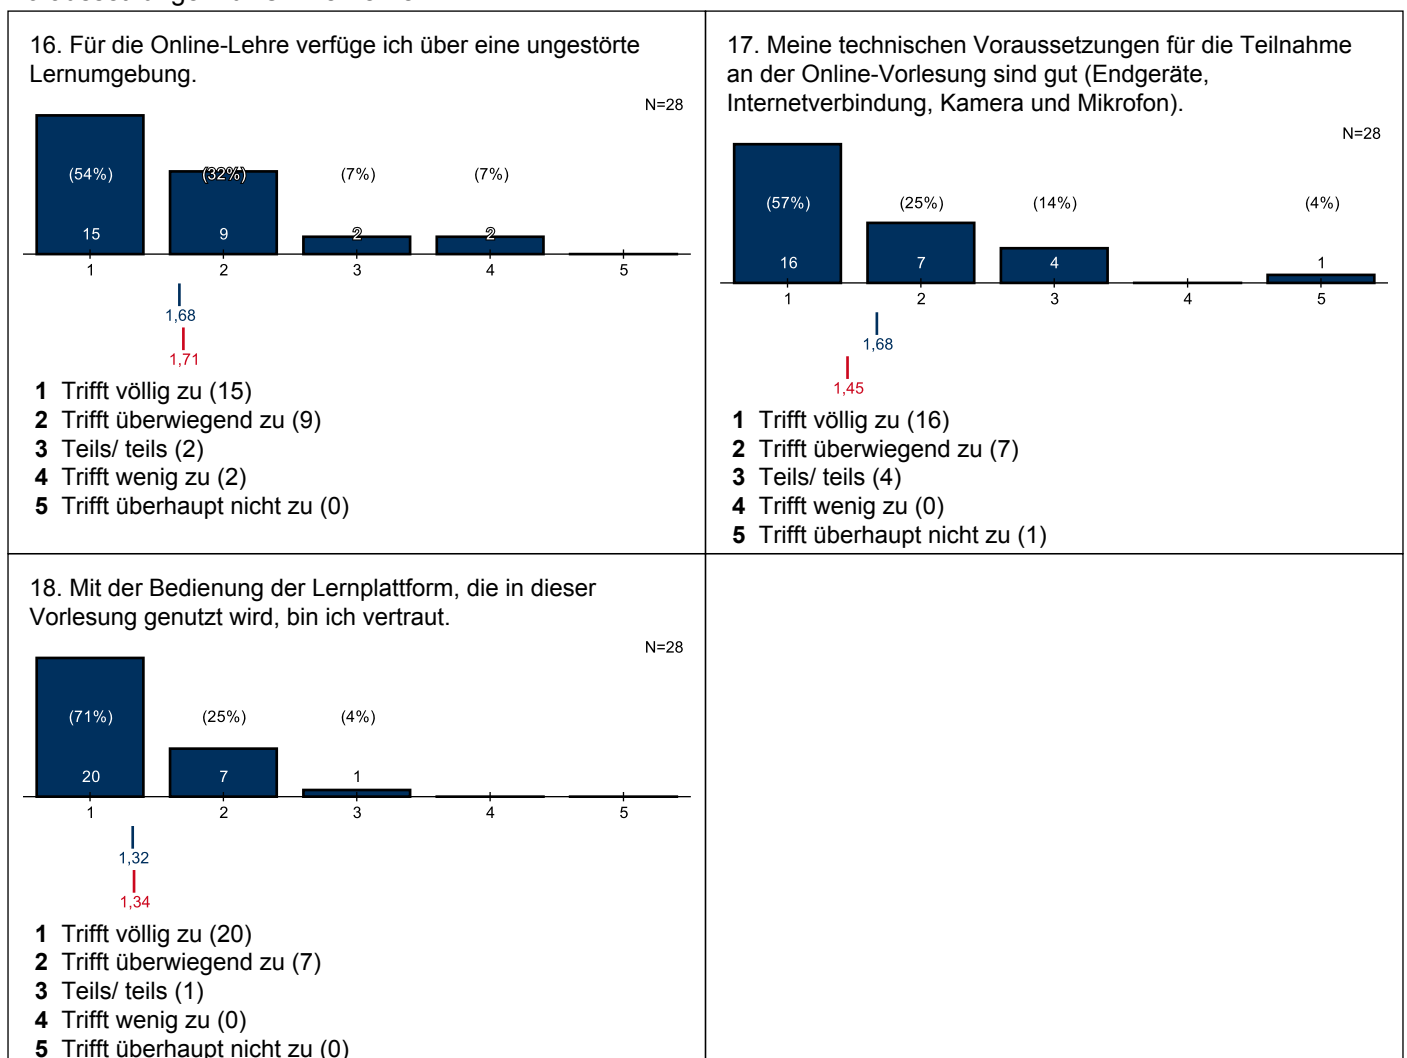 16. Für die Online-Lehre verfüge ich über eine ungestörte
Lernumgebung.
N=28
(54%) (32%) (7%) (7%)
15 9 2 2
1 2 3 4 5
1,68
1,71
1 Trifft völlig zu (15)
2 Trifft überwiegend zu (9)
3 Teils/ teils (2)
4 Trifft wenig zu (2)
5 Trifft überhaupt nicht zu (0)
17. Meine technischen Voraussetzungen für die Teilnahme
an der Online-Vorlesung sind gut (Endgeräte,
Internetverbindung, Kamera und Mikrofon).
N=28
(57%) (25%) (14%) (4%)
16 7 4 1
1 2 3 4 5
1,68
1,45
1 Trifft völlig zu (16)
2 Trifft überwiegend zu (7)
3 Teils/ teils (4)
4 Trifft wenig zu (0)
5 Trifft überhaupt nicht zu (1)
18. Mit der Bedienung der Lernplattform, die in dieser
Vorlesung genutzt wird, bin ich vertraut.
N=28
(71%) (25%) (4%)
20 7 1
1 2 3 4 5
1,32
1,34
1 Trifft völlig zu (20)
2 Trifft überwiegend zu (7)
3 Teils/ teils (1)
4 Trifft wenig zu (0)
5 Trifft überhaupt nicht zu (0)